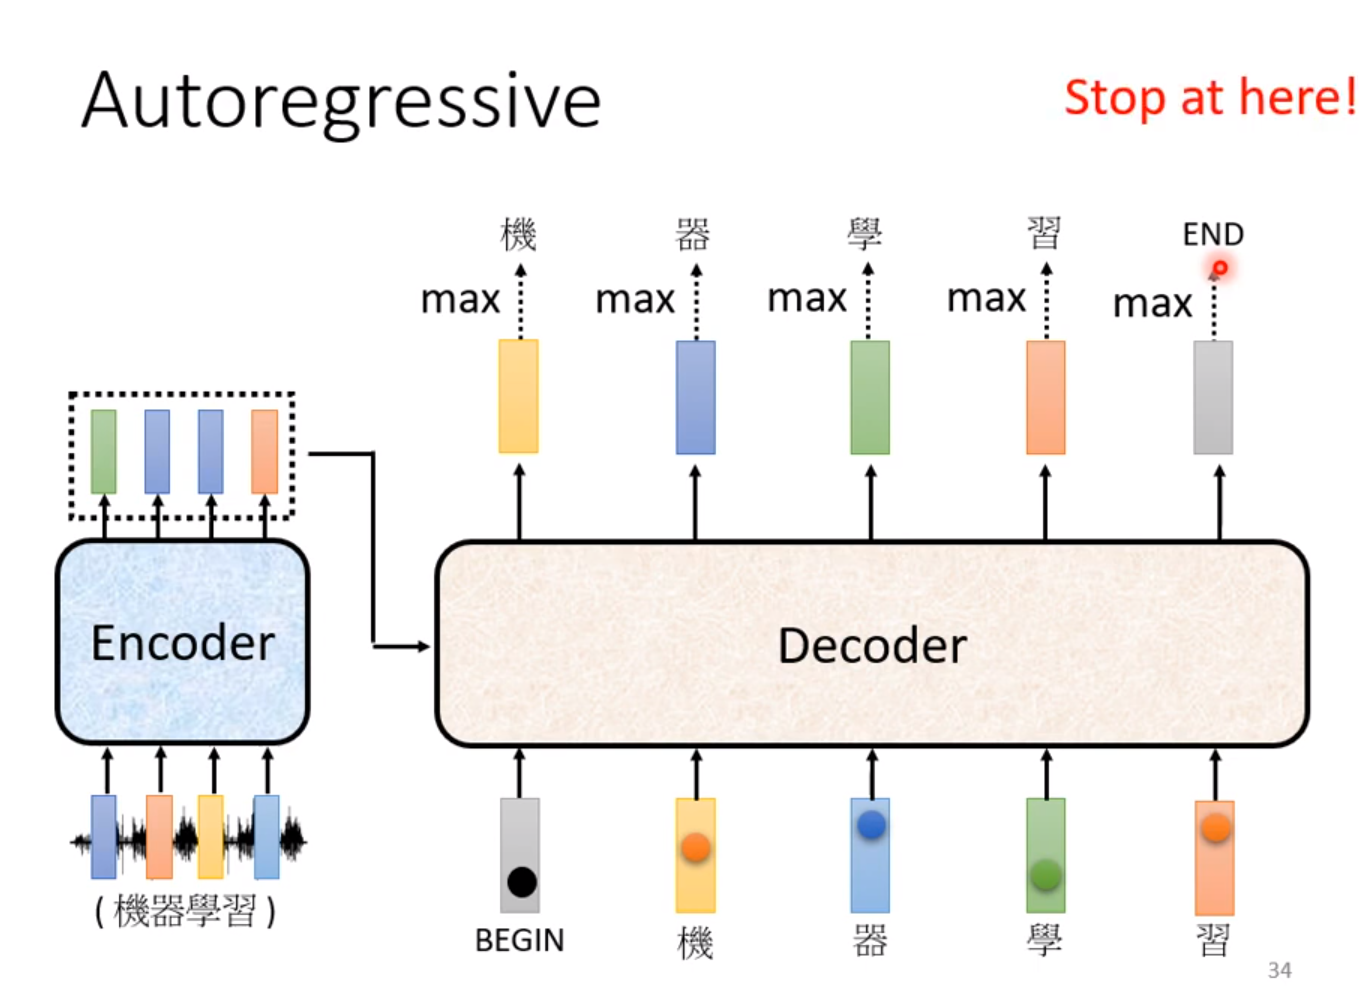 Autoregressive
Stop at here!
機 器 學 習 END
max max max max max
Encoder
Decoder
(機器學習)
BEGIN 機 器 學 習
34